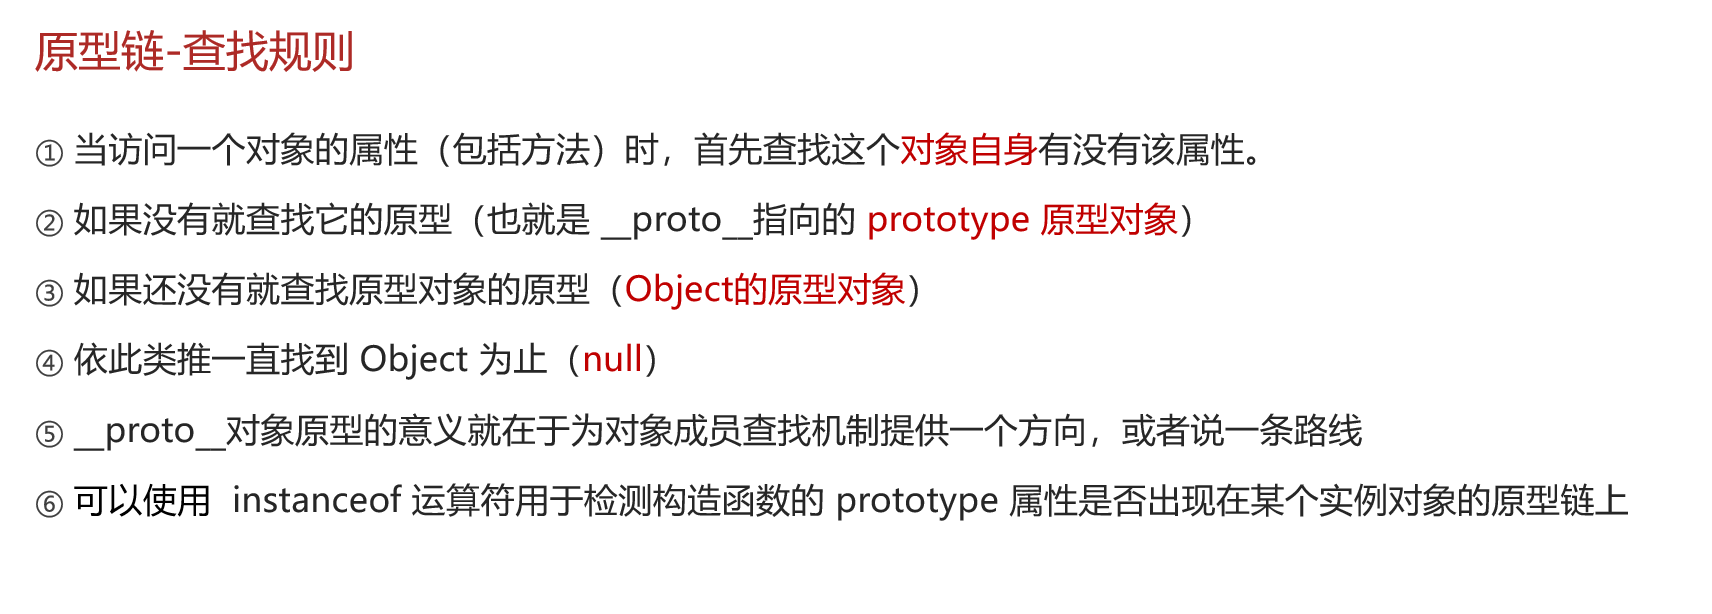 原型链-查找规则
① 当访问一个对象的属性（包括方法）时，首先查找这个对象自身有没有该属性。
② 如果没有就查找它的原型（也就是 __proto__指向的 prototype 原型对象）
③ 如果还没有就查找原型对象的原型（Object的原型对象）
④ 依此类推一直找到 Object 为止（null）
⑤ __proto__对象原型的意义就在于为对象成员查找机制提供一个方向，或者说一条路线
⑥ 可以使用 instanceof 运算符用于检测构造函数的 prototype 属性是否出现在某个实例对象的原型链上